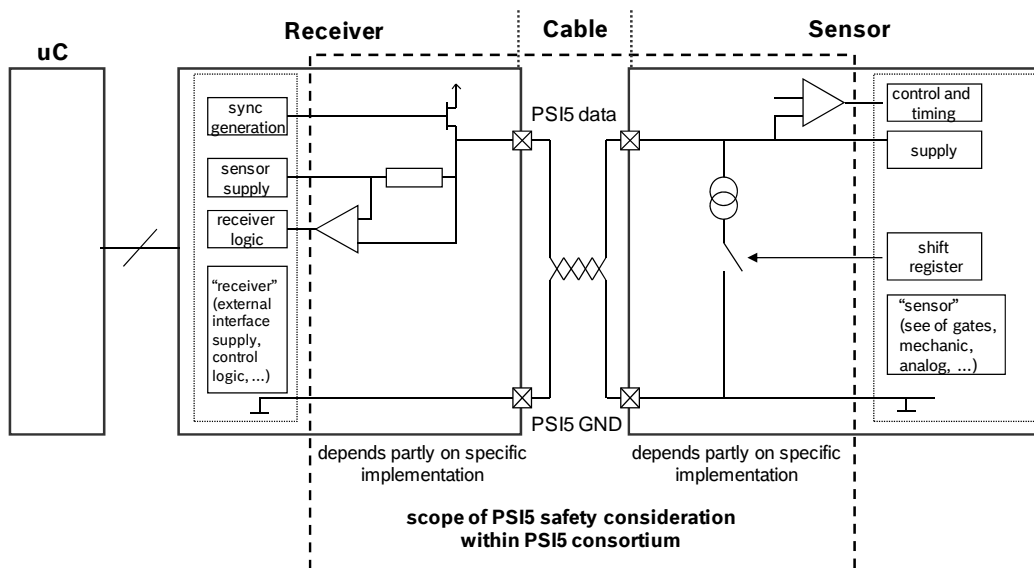 uC
Receiver
Cable
Sensor
sync
generation
sensor
supply
receiver
logic
“receiver”
(external
interface
supply,
control
logic, ...)
PSI5 data
PSI5 GND
control and
timing
supply
shift
register
“sensor”
(see of gates,
mechanic,
analog, ...)
depends partly on specific
implementation
depends partly on specific
implementation
scope of PSI5 safety consideration
within PSI5 consortium